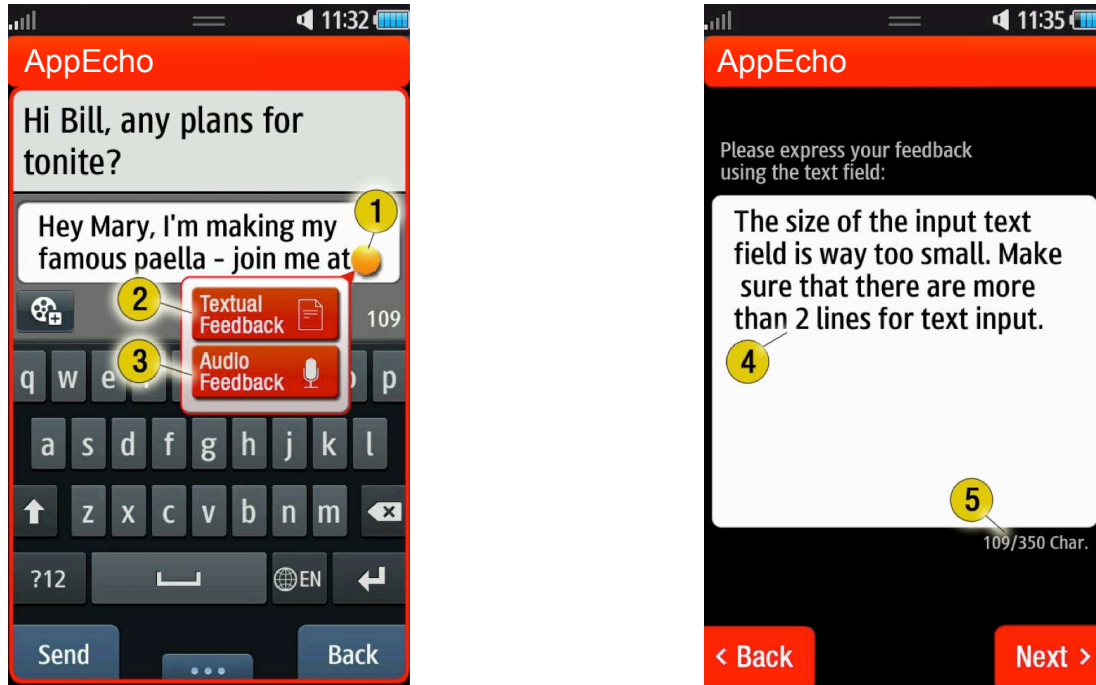 11:32
AppEcho
Hi Bill, any plans for
tonite?
1
Hey Mary, I'm making my
famous paella - join me at
2
Textual
Feedback
109
3
Audio
Feedback
q w e p
a s d f g h j k l
z x c v b n m
?12
EN
Send
Back
11:35
AppEcho
Please express your feedback
using the text field:
The size of the input text
field is way too small. Make
sure that there are more
than 2 lines for text input.
4
5
109/350 Char.
< Back
Next >